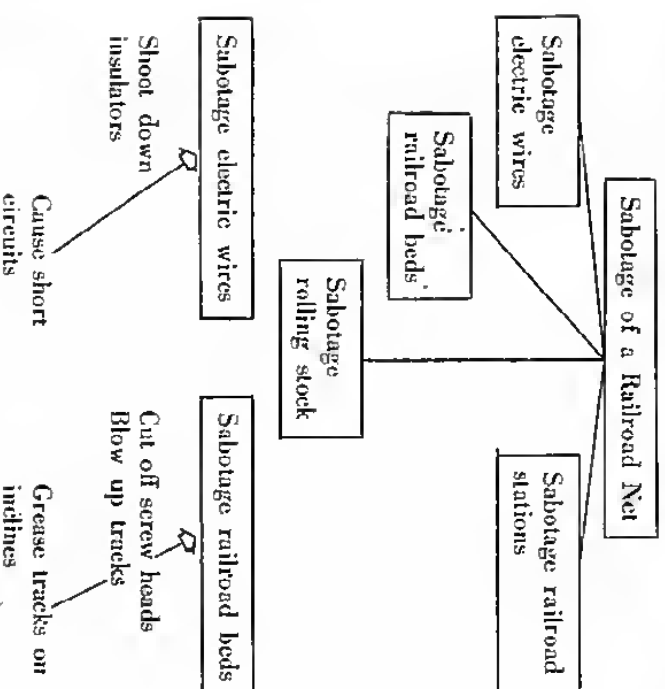 Sabotage of a Railroad Net
Sabotage
electric wires
Sabotage
railroad beds
Sabotage
rolling stock
Sabotage railroad
stations
Sabotage electric wires
Shoot down
insulators
Cause short
circuits
Sabotage railroad beds
Cut off screw heads
Blow up tracks
Grease tracks on
inclines